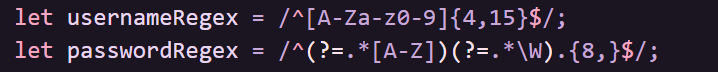 let usernameRegex = /^[A-Za-z0-9]{4,15}$/;
let passwordRegex = /^(?=.*[A-Z])(?=.*\W).{8,}$/;